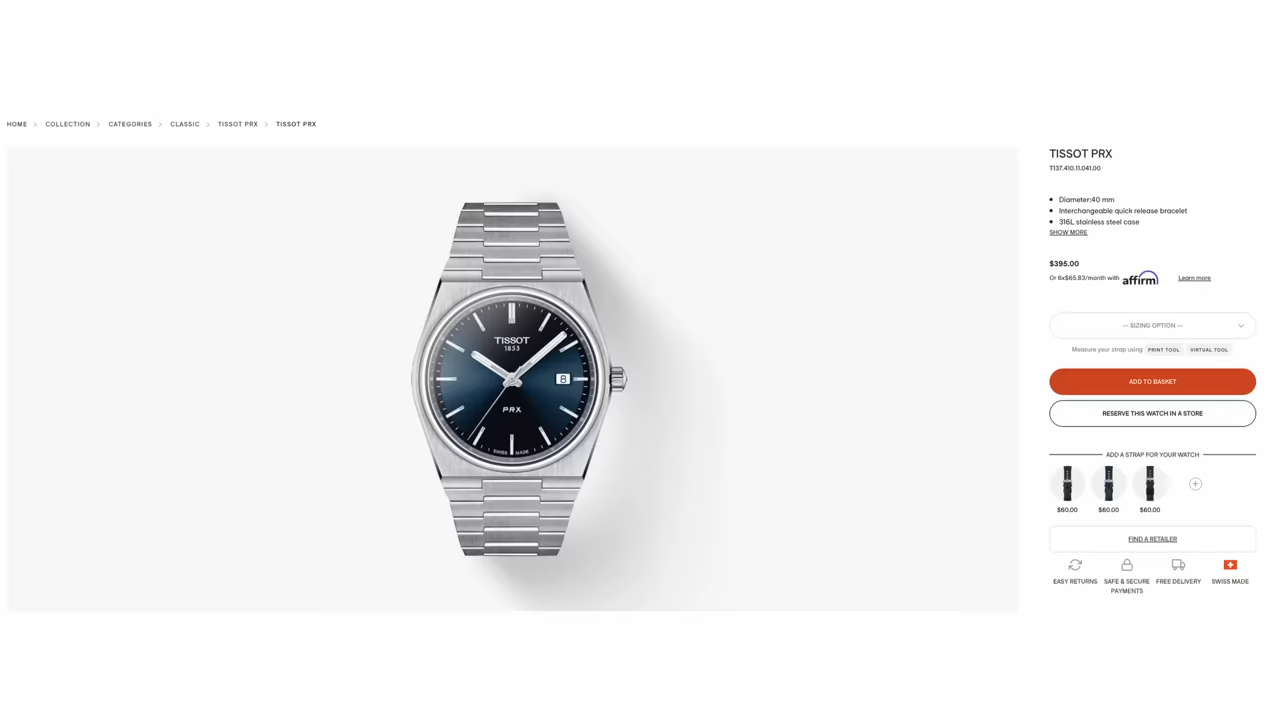 HOME > COLLECTION > CATEGORIES > CLASSIC > TISSOT PRX > TISSOT PRX
TISSOT
1853
8
PRX
SWISS MADE
TISSOT PRX
T137.410.11.041.00
Diameter:40 mm
Interchangeable quick release bracelet
316L stainless steel case
SHOW MORE
$395.00
Or 6x$65.83/month with affirm Learn more
-- SIZING OPTION --
Measure your strap using PRINT TOOL VIRTUAL TOOL
ADD TO BASKET
RESERVE THIS WATCH IN A STORE
ADD A STRAP FOR YOUR WATCH
$60.00 $60.00 $60.00
FIND A RETAILER
EASY RETURNS SAFE & SECURE PAYMENTS FREE DELIVERY SWISS MADE